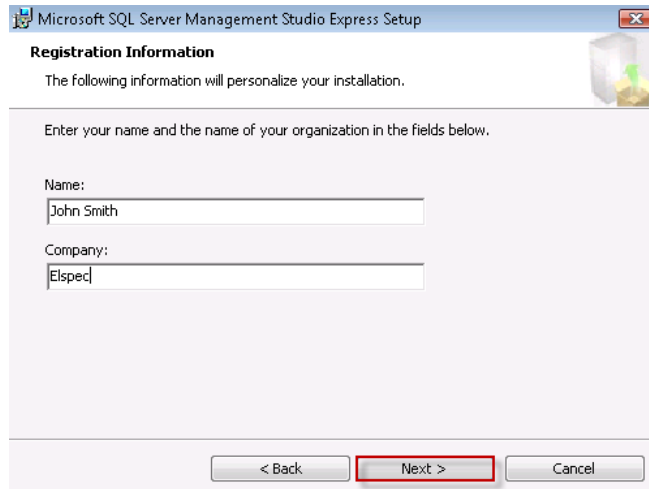 Microsoft SQL Server Management Studio Express Setup
Registration Information
The following information will personalize your installation.
Enter your name and the name of your organization in the fields below.
Name:
John Smith
Company:
Elspec
< Back Next > Cancel